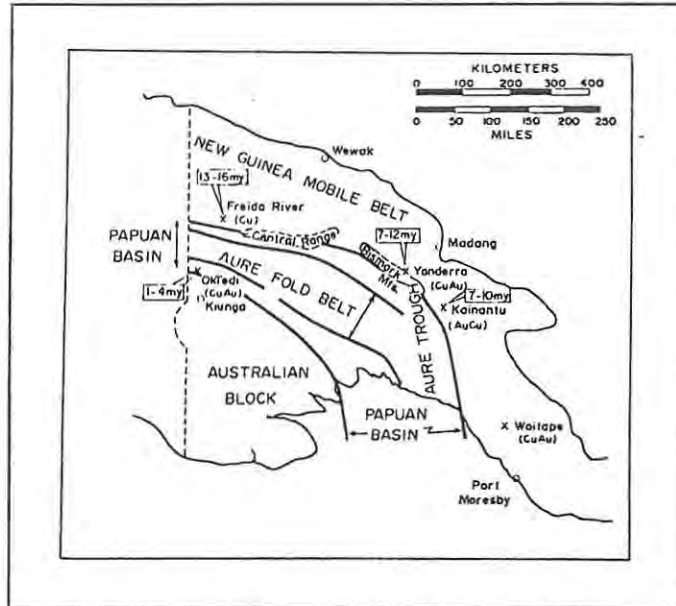 KILOMETERS
0 100 200 300 400
0 50 100 150 200 250
MILES
Wewak
NEW GUINEA MOBILE BELT
13-16my
Freida River
(Cu)
7-12my
Madang
Central Range
PAPUAN
BASIN
Bismark
Mts.
Yanderra
(CuAu)
AURE FOLD BELT
1-4my
OkTedi
(CuAu)
Kiunga
7-10my
Kainantu
(AuCu)
AURE TROUGH
AUSTRALIAN
BLOCK
PAPUAN
BASIN
Waitape
(CuAu)
Port
Moresby